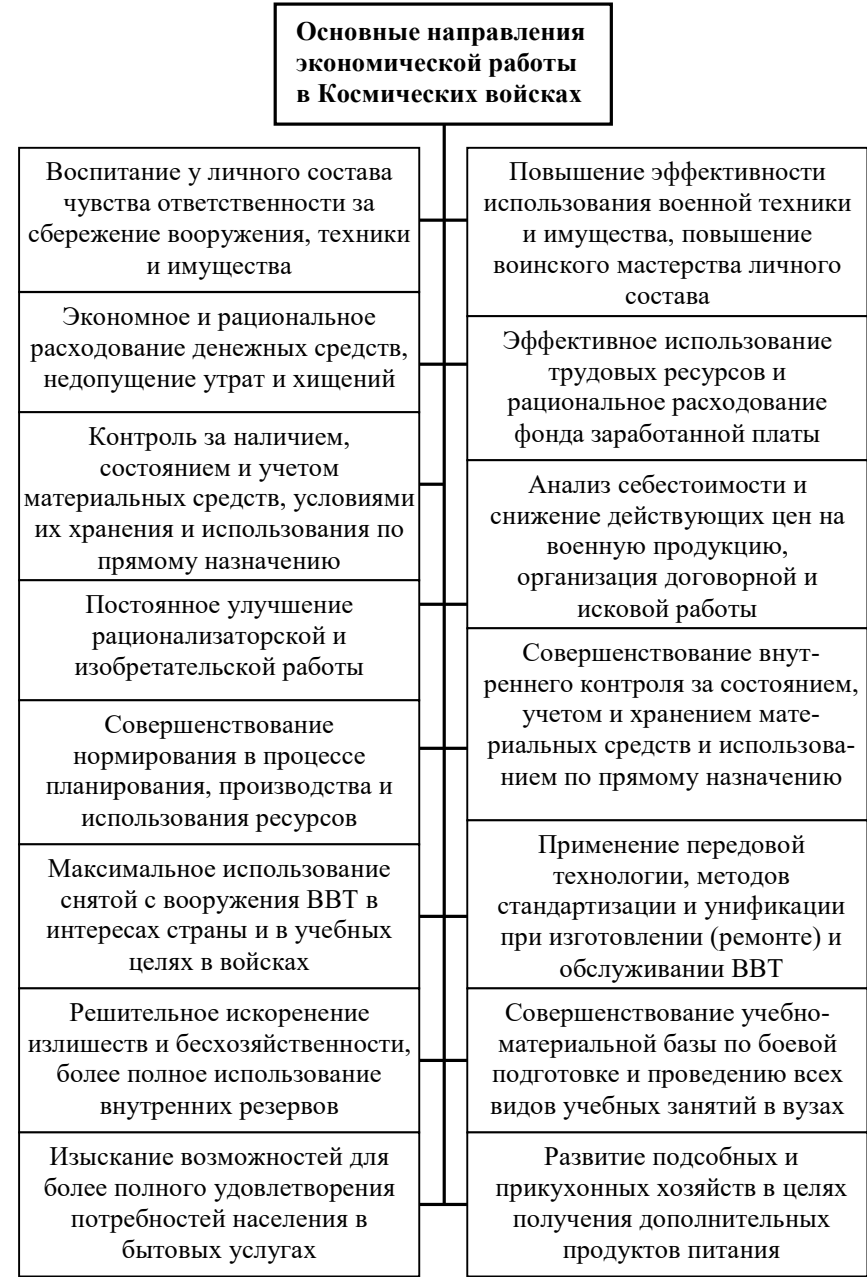 Основные направления
экономической работы
в Космических войсках
Воспитание у личного состава
чувства ответственности за
сбережение вооружения, техники
и имущества
Экономное и рациональное
расходование денежных средств,
недопущение утрат и хищений
Контроль за наличием,
состоянием и учетом
материальных средств, условиями
их хранения и использования по
прямому назначению
Постоянное улучшение
рационализаторской и
изобретательской работы
Совершенствование
нормирования в процессе
планирования, производства и
использования ресурсов
Максимальное использование
снятой с вооружения ВВТ в
интересах страны и в учебных
целях в войсках
Решительное искоренение
излишеств и бесхозяйственности,
более полное использование
внутренних резервов
Изыскание возможностей для
более полного удовлетворения
потребностей населения в
бытовых услугах
Повышение эффективности
использования военной техники
и имущества, повышение
воинского мастерства личного
состава
Эффективное использование
трудовых ресурсов и
рациональное расходование
фонда заработанной платы
Анализ себестоимости и
снижение действующих цен на
военную продукцию,
организация договорной и
исковой работы
Совершенствование внут-
реннего контроля за состоянием,
учетом и хранением мате-
риальных средств и использова-
нием по прямому назначению
Применение передовой
технологии, методов
стандартизации и унификации
при изготовлении (ремонте) и
обслуживании ВВТ
Совершенствование учебно-
материальной базы по боевой
подготовке и проведению всех
видов учебных занятий в вузах
Развитие подсобных и
прикухонных хозяйств в целях
получения дополнительных
продуктов питания